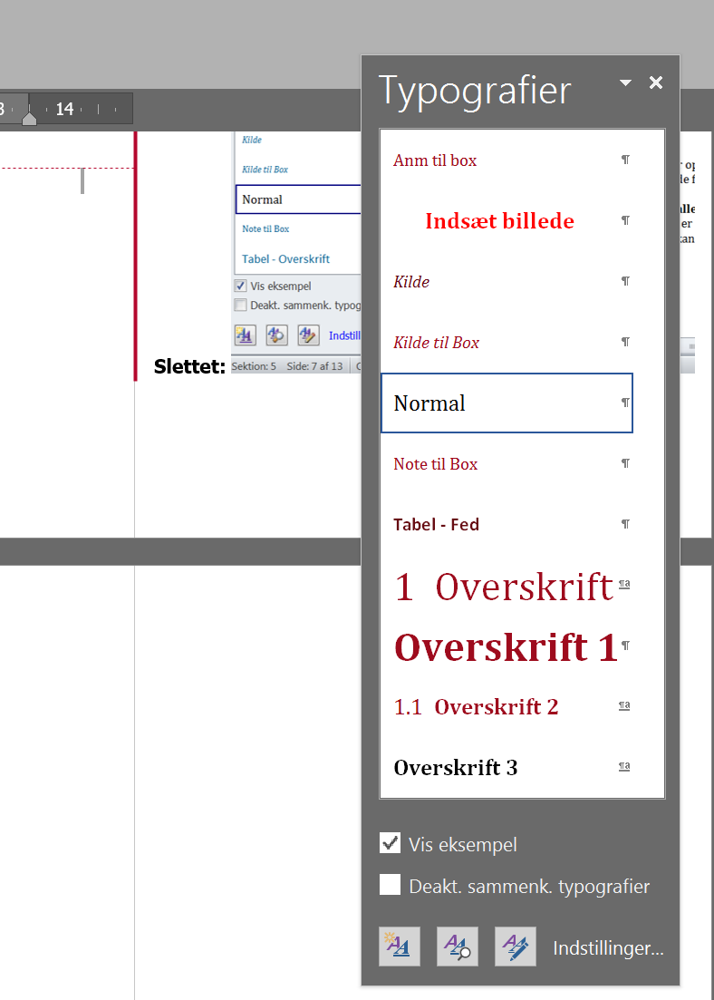 Typografier
14
Kilde
Kilde til Box
Normal
Note til Box
Tabel - Overskrift
Vis eksempel
Deakt. sammenk. typog
Indstill
Slettet:
Sektion: 5 Side: 7 af 13
Anm til box ¶
Indsæt billede ¶
Kilde ¶
Kilde til Box ¶
Normal ¶
Note til Box ¶
Tabel - Fed ¶
1 Overskrift ¶a
Overskrift 1 ¶
1.1 Overskrift 2 ¶a
Overskrift 3 ¶a
Vis eksempel
Deakt. sammenk. typografier
Indstillinger...